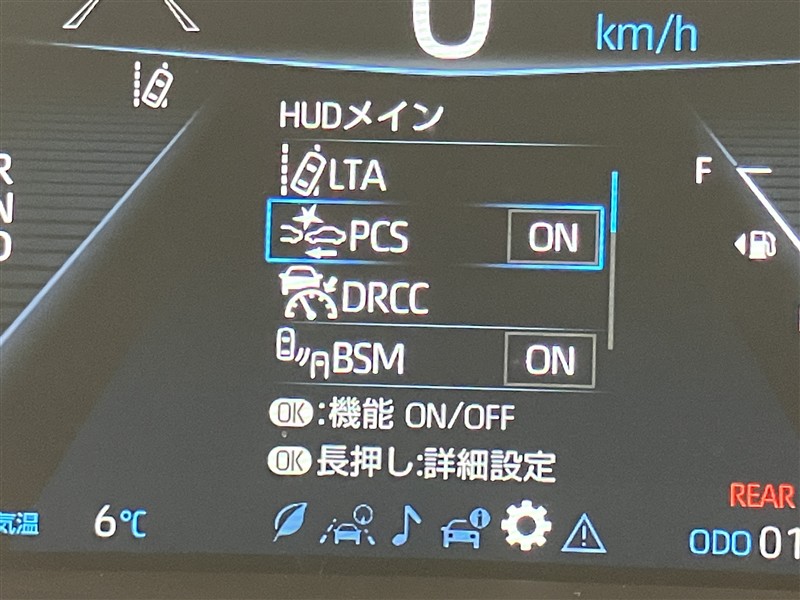 0 km/h
HUDメイン
LTA
F
PCS ON
DRCC
BSM ON
OK:機能 ON/OFF
OK長押し:詳細設定
REAR
気温 6℃
ODO 01